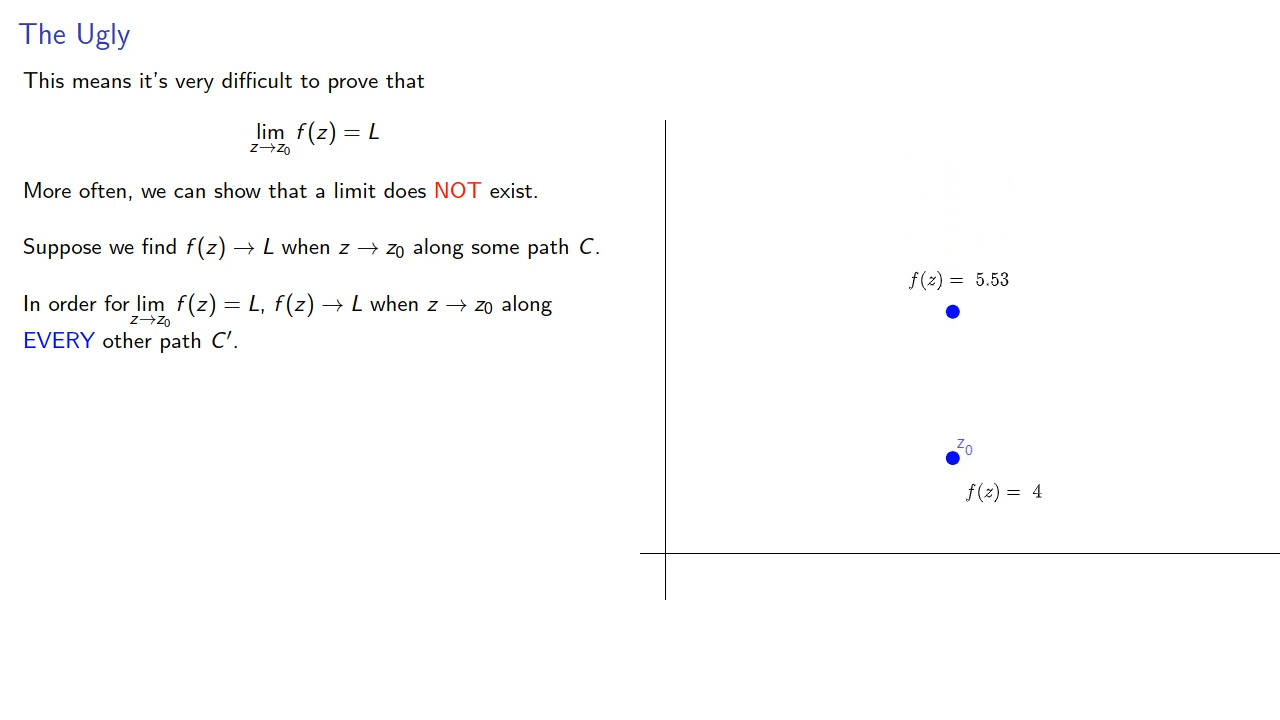 The Ugly
This means it's very difficult to prove that
lim f(z) = L
z→z₀
More often, we can show that a limit does NOT exist.
Suppose we find f(z) → L when z → z₀ along some path C.
In order for lim f(z) = L, f(z) → L when z → z₀ along
z→z₀
EVERY other path C′.
f(z) = 5.53
z₀
f(z) = 4